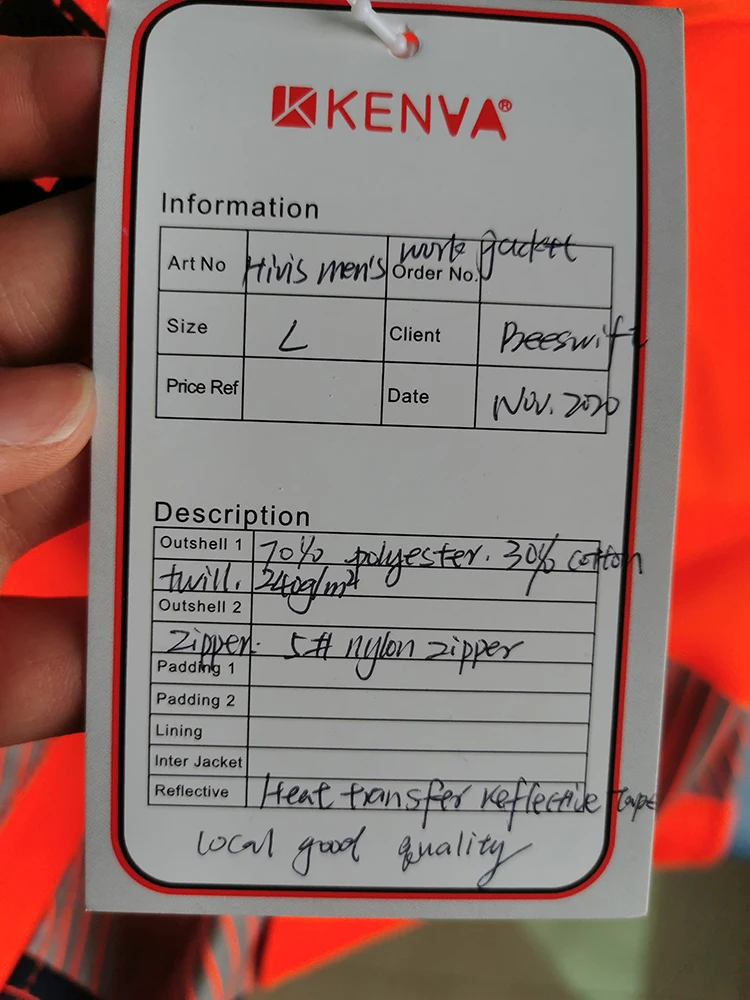 KENVA®
Information
Art No Hivis men's work jacket Order No.
Size L Client Beeswift
Price Ref Date Nov. 2020
Description
Outshell 1 70% polyester. 30% cotton
twill. 240g/m²
Outshell 2
Zipper: 5# nylon zipper
Padding 1
Padding 2
Lining
Inter Jacket
Reflective Heat transfer reflective tape
local good quality